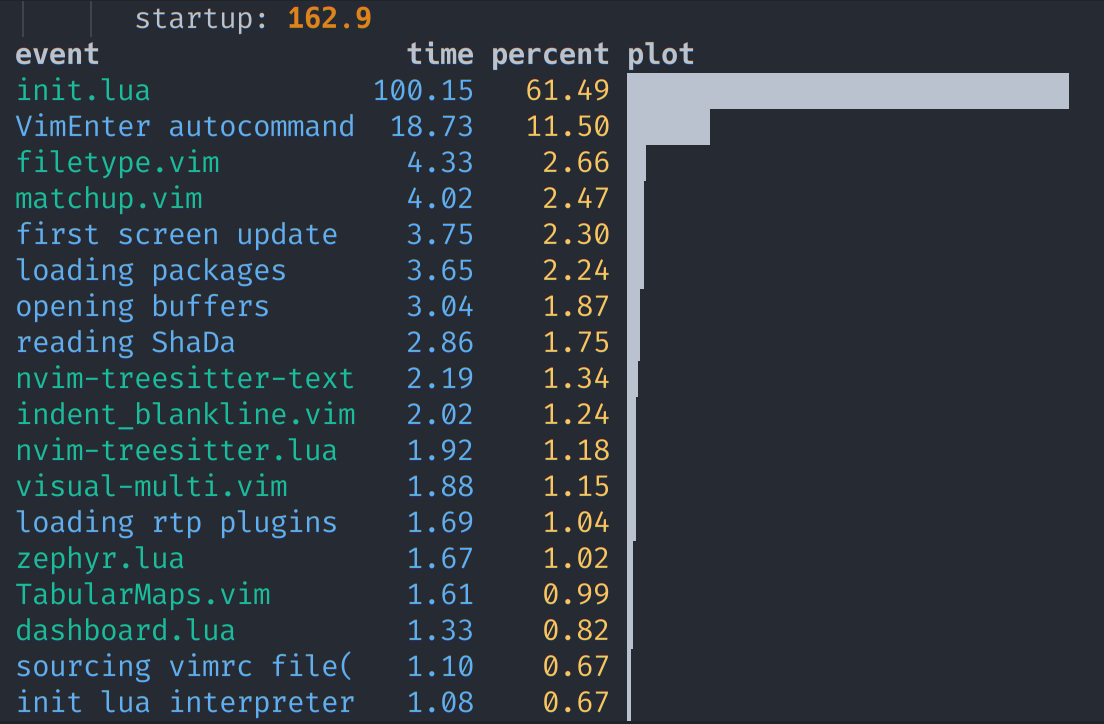 startup: 162.9
event time percent plot
init.lua 100.15 61.49
VimEnter autocommand 18.73 11.50
filetype.vim 4.33 2.66
matchup.vim 4.02 2.47
first screen update 3.75 2.30
loading packages 3.65 2.24
opening buffers 3.04 1.87
reading ShaDa 2.86 1.75
nvim-treesitter-text 2.19 1.34
indent_blankline.vim 2.02 1.24
nvim-treesitter.lua 1.92 1.18
visual-multi.vim 1.88 1.15
loading rtp plugins 1.69 1.04
zephyr.lua 1.67 1.02
TabularMaps.vim 1.61 0.99
dashboard.lua 1.33 0.82
sourcing vimrc file( 1.10 0.67
init lua interpreter 1.08 0.67